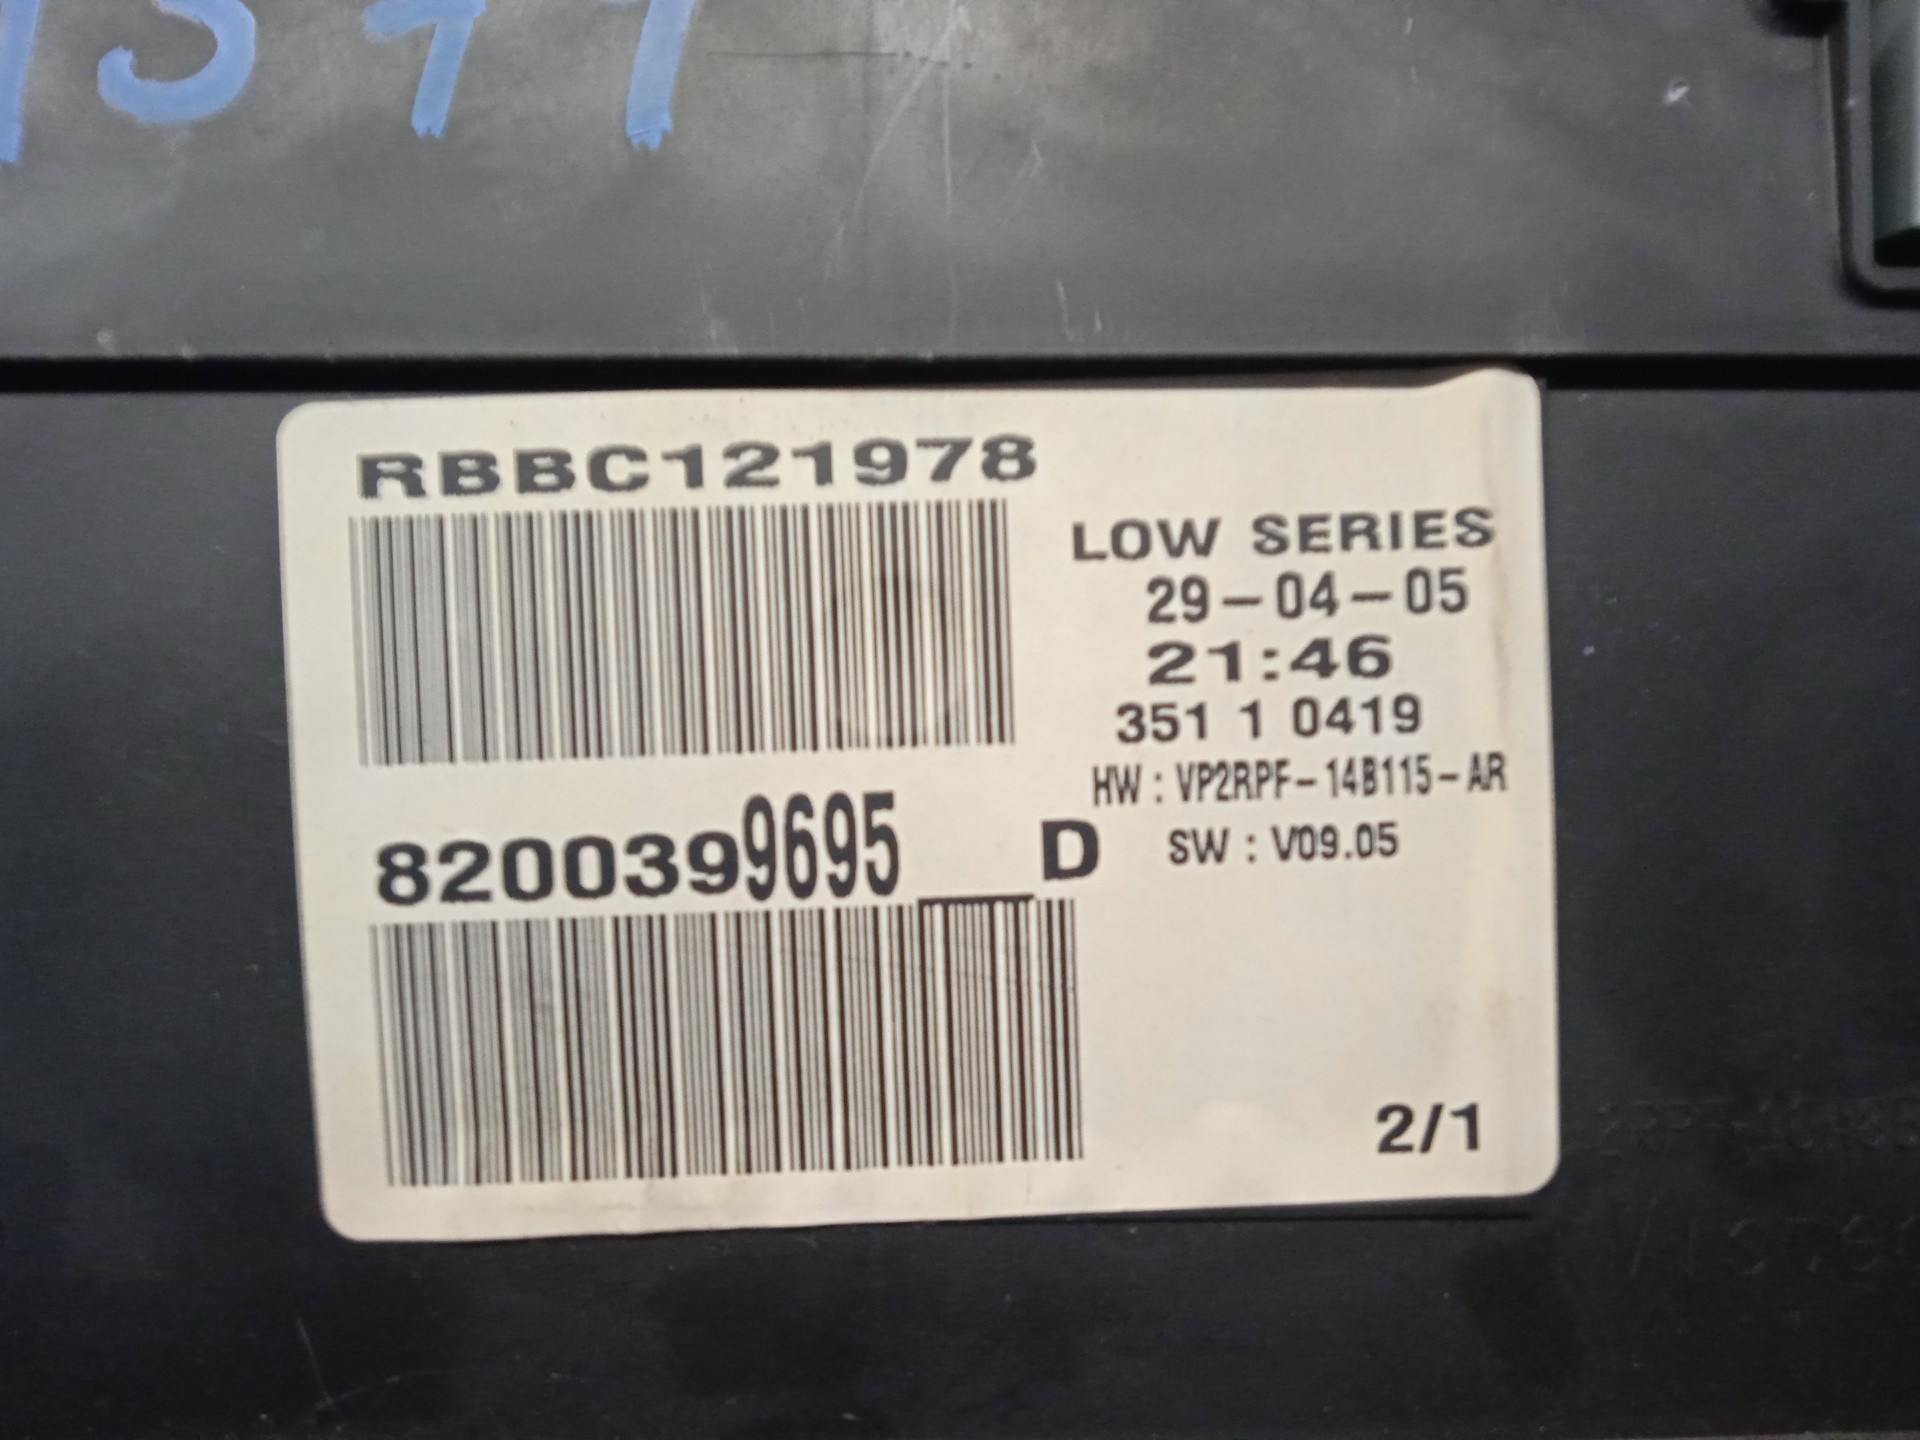 RBBC121978
LOW SERIES
29-04-05
21:46
351 1 0419
HW : VP2RPF-14B115-AR
8200399695___D
SW : V09.05
2/1